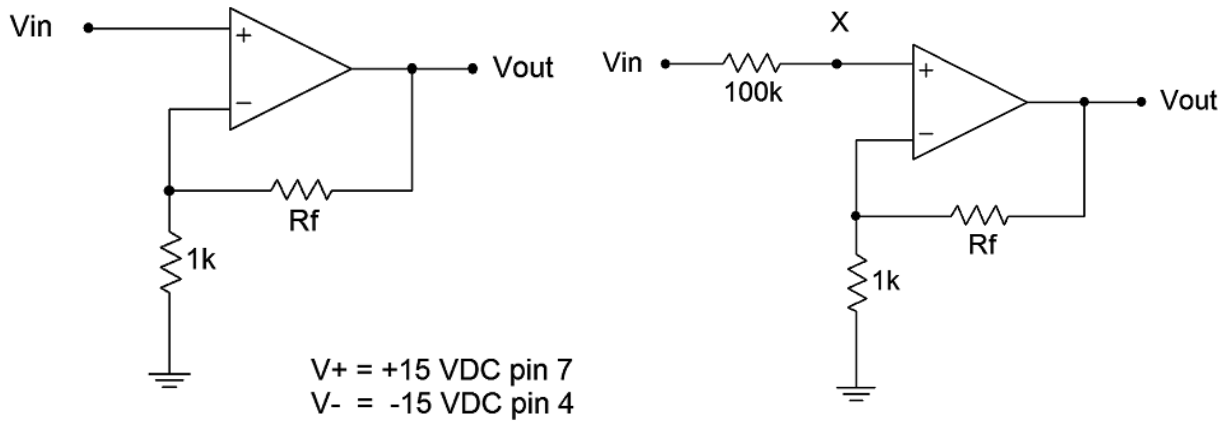 Vin
+
−
Vout
Rf
1k
V+ = +15 VDC pin 7
V- = -15 VDC pin 4
X
Vin
100k
+
−
Vout
Rf
1k